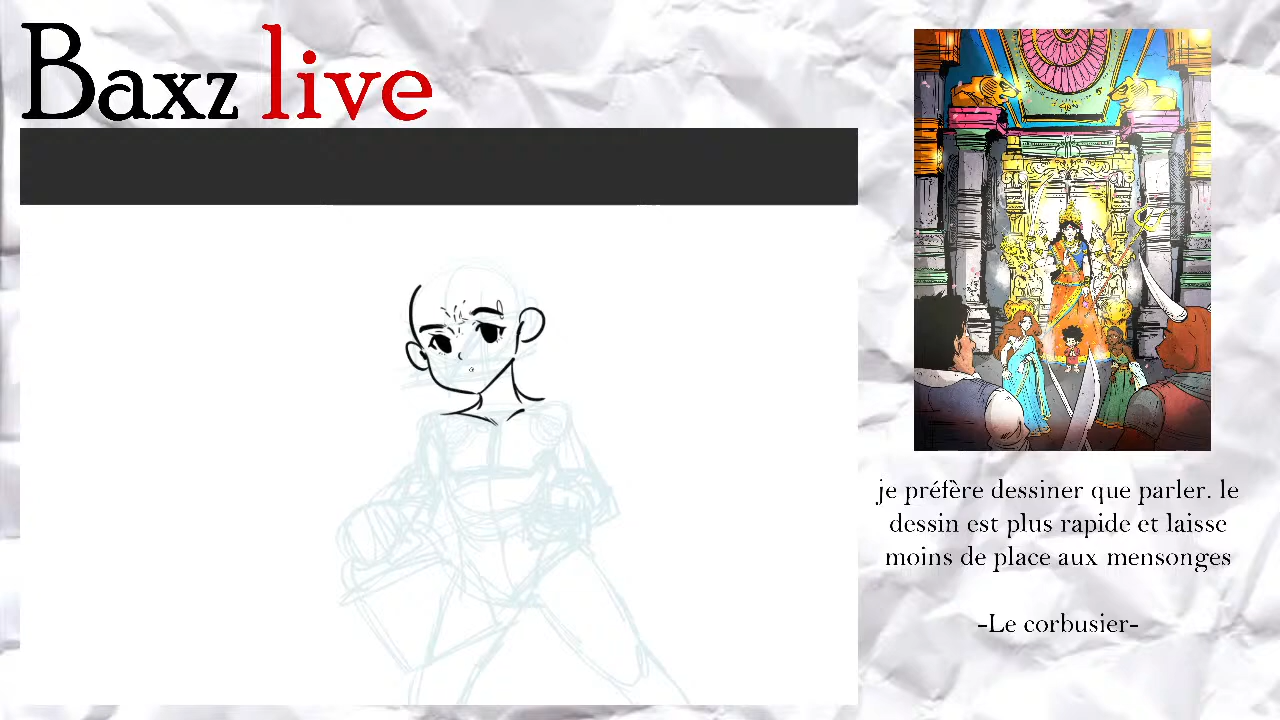 Baxz live
je préfère dessiner que parler. le
dessin est plus rapide et laisse
moins de place aux mensonges
-Le corbusier-